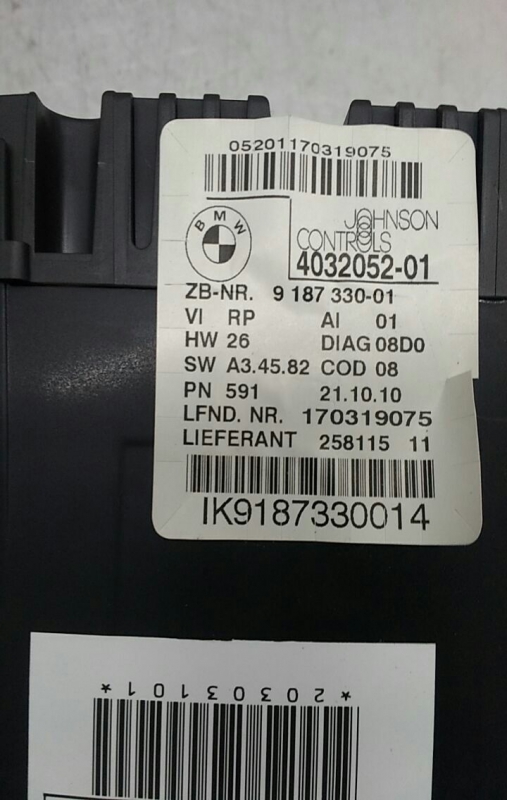 05201170319075
BMW
JOHNSON
CONTROLS
4032052-01
ZB-NR. 9 187 330-01
VI RP AI 01
HW 26 DIAG 08D0
SW A3.45.82 COD 08
PN 591 21.10.10
LFND. NR. 170319075
LIEFERANT 258115 11
IK9187330014
*20303101*